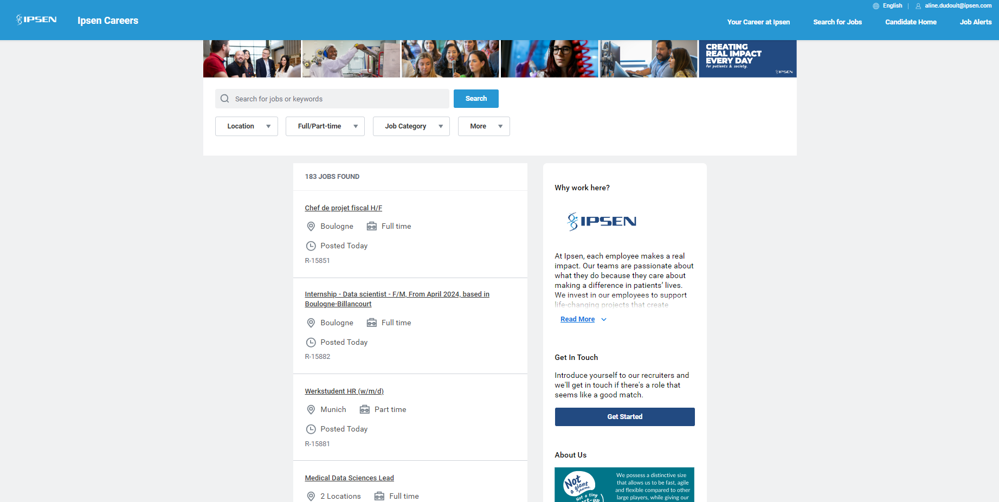 English
aline.dudouit@ipsen.com
IPSEN
Ipsen Careers
Your Career at Ipsen
Search for Jobs
Candidate Home
Job Alerts
CREATING
REAL IMPACT
EVERY DAY
for patients & society.
IPSEN
Search for jobs or keywords
Search
Location
Full/Part-time
Job Category
More
183 JOBS FOUND
Chef de projet fiscal H/F
Boulogne
Full time
Posted Today
R-15851
Internship - Data scientist - F/M, From April 2024, based in
Boulogne-Billancourt
Boulogne
Full time
Posted Today
R-15882
Werkstudent HR (w/m/d)
Munich
Part time
Posted Today
R-15881
Medical Data Sciences Lead
2 Locations
Full time
Why work here?
IPSEN
At Ipsen, each employee makes a real
impact. Our teams are passionate about
what they do because they care about
making a difference in patients' lives.
We invest in our employees to support
life-changing projects that create
Read More
Get In Touch
Introduce yourself to our recruiters and
we'll get in touch if there's a role that
seems like a good match.
Get Started
About Us
Not
a giant
pharma.
Not a tiny
start-up
We possess a distinctive size
that allows us to be fast, agile
and flexible compared to other
large players, while giving our